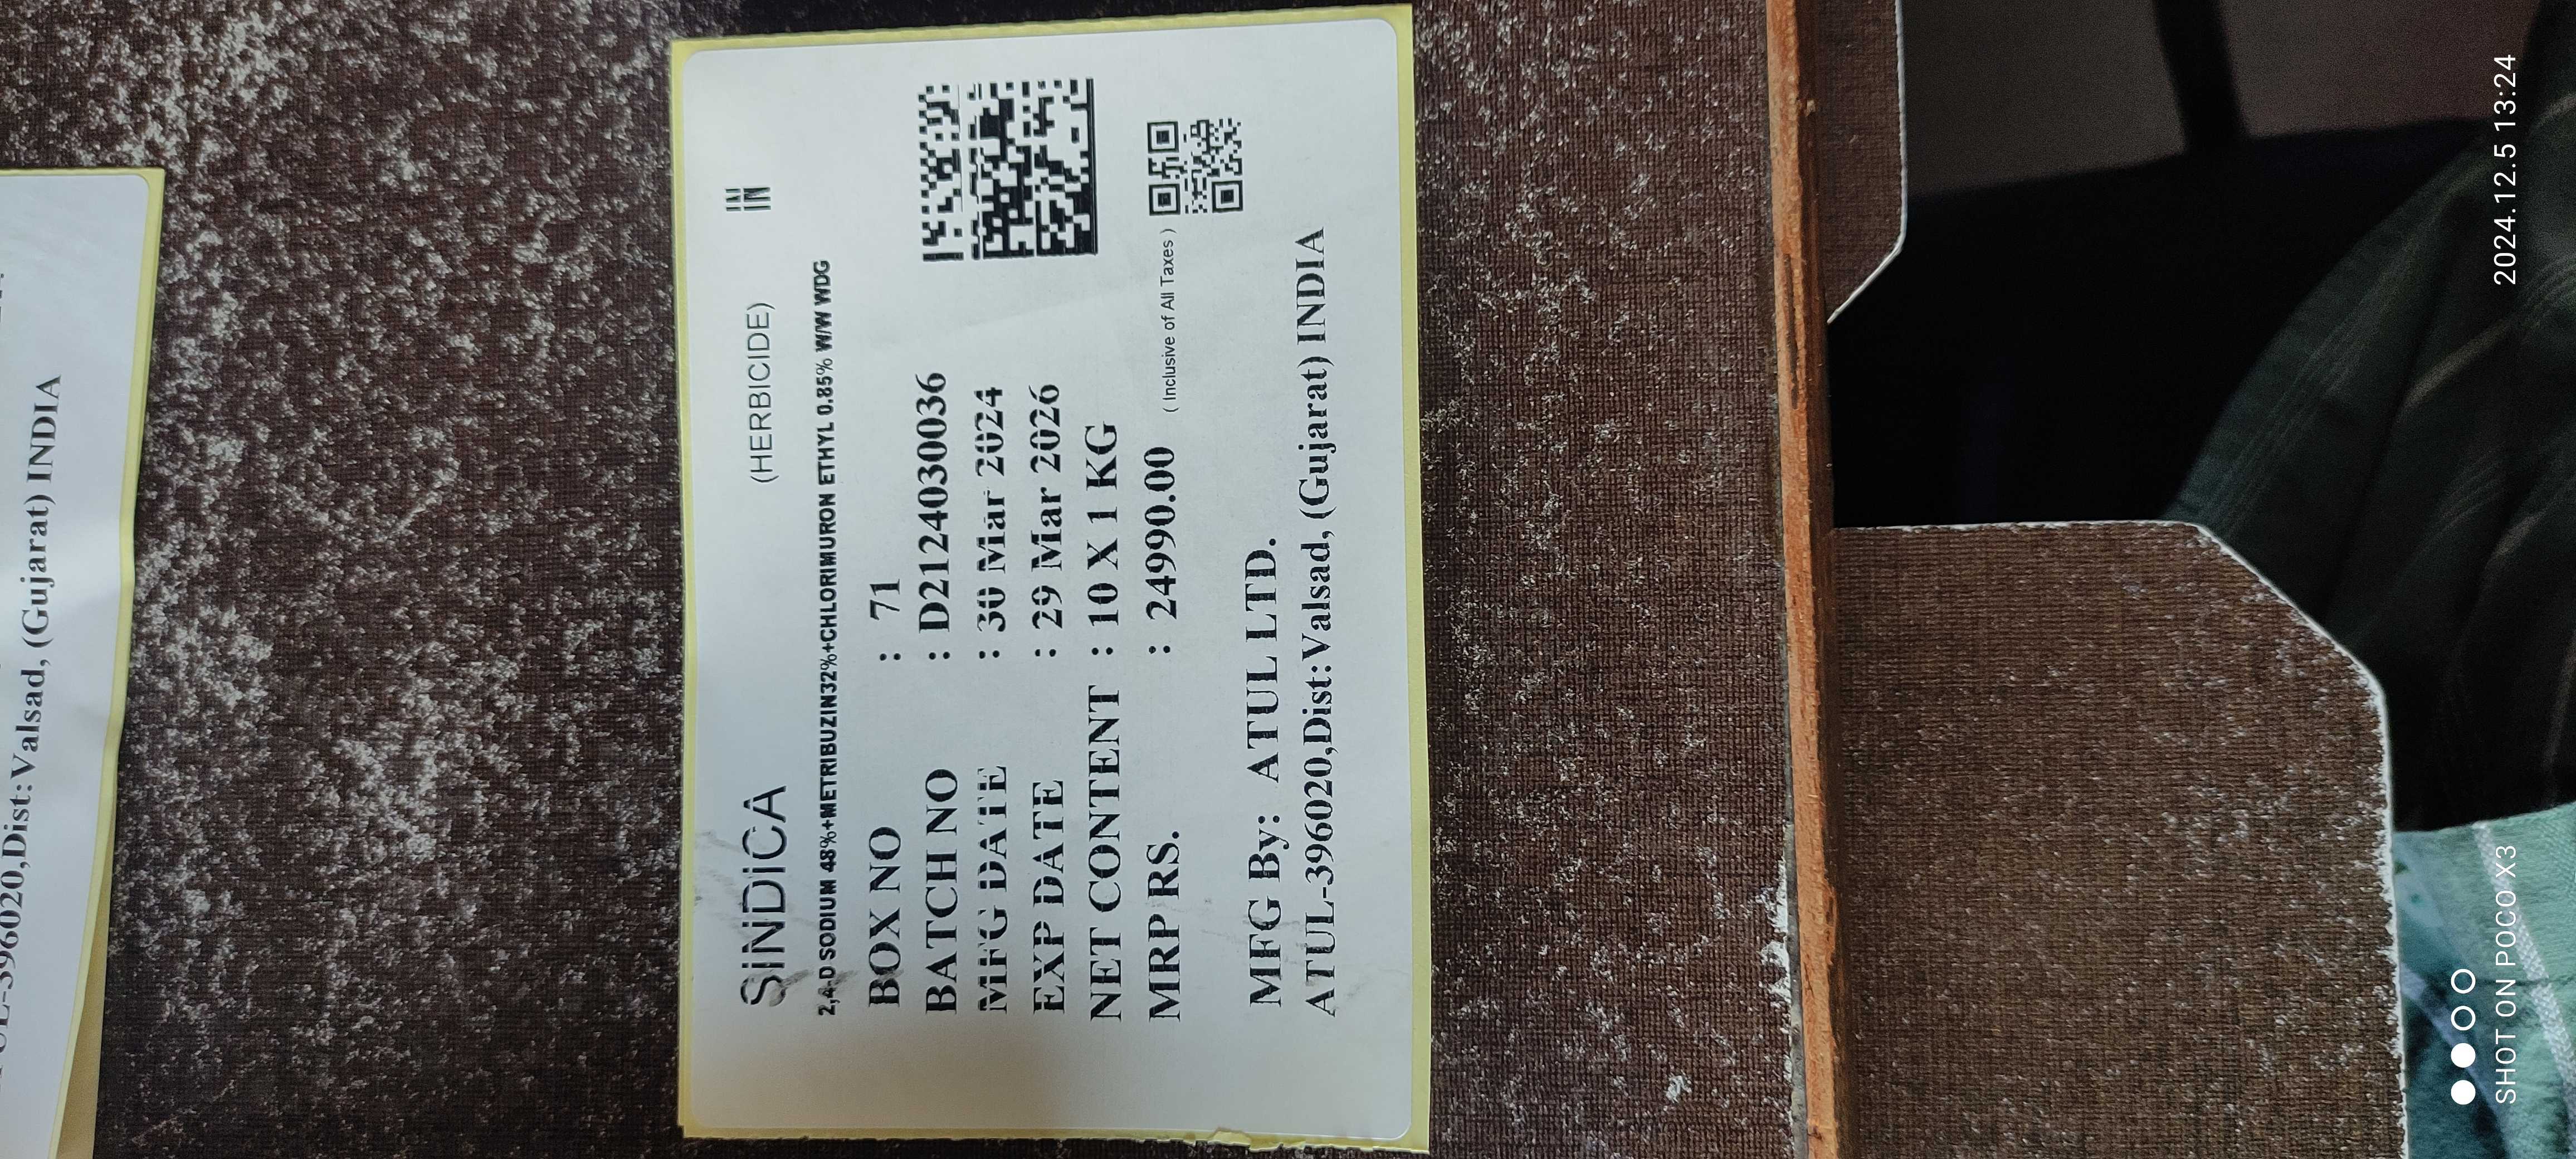 SINDICA (HERBICIDE) IN
2,4-D SODIUM 48%+METRIBUZIN32%+CHLORIMURON ETHYL 0.85% W/W WDG
BOX NO : 71
BATCH NO : D21240300036
MFG DATE : 30 Mar 2024
EXP DATE : 29 Mar 2026
NET CONTENT : 10 X 1 KG
MRP RS. : 24990.00 ( Inclusive of All Taxes )
MFG By: ATUL LTD.
ATUL-396020,Dist:Valsad, (Gujarat) INDIA
396020,Dist:Valsad, (Gujarat) INDIA
SHOT ON POCO X3
2024.12.5 13:24